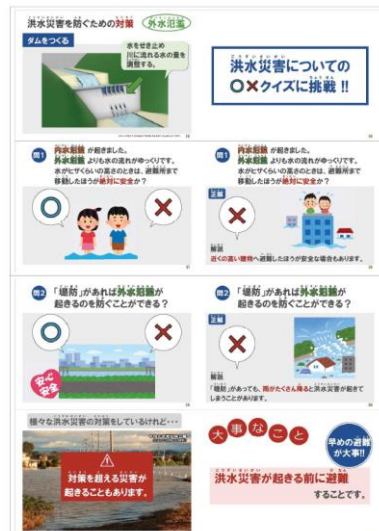 洪水災害を防ぐための対策
外水氾濫
ダムをつくる
水をせき止め
川に流れる水の量を
調整する。
こうずいさいがい
洪水災害についての
ちょうせん
〇×クイズに挑戦!!
問1
内水氾濫 が起きました。
外水氾濫 よりも水の流れがゆっくりです。
水がヒザくらいの高さのときは、避難所まで
移動したほうが絶対に安全か?
問1
内水氾濫 が起きました。
外水氾濫 よりも水の流れがゆっくりです。
水がヒザくらいの高さのときは、避難所まで
移動したほうが絶対に安全か?
正解
解説
近くの高い建物へ避難したほうが安全な場合もあります。
問2
「堤防」があれば外水氾濫が
起きるのを防ぐことができる?
安心
安全
問2
「堤防」があれば外水氾濫が
起きるのを防ぐことができる?
正解
解説
「堤防」があっても、雨がたくさん降ると洪水災害が起きて
しまうことがあります。
様々な洪水災害の対策をしているけれど・・・
対策を超える災害が
起きることもあります。
大事なこと
早めの避難
が大事!!
洪水災害が起きる前に避難
することです。